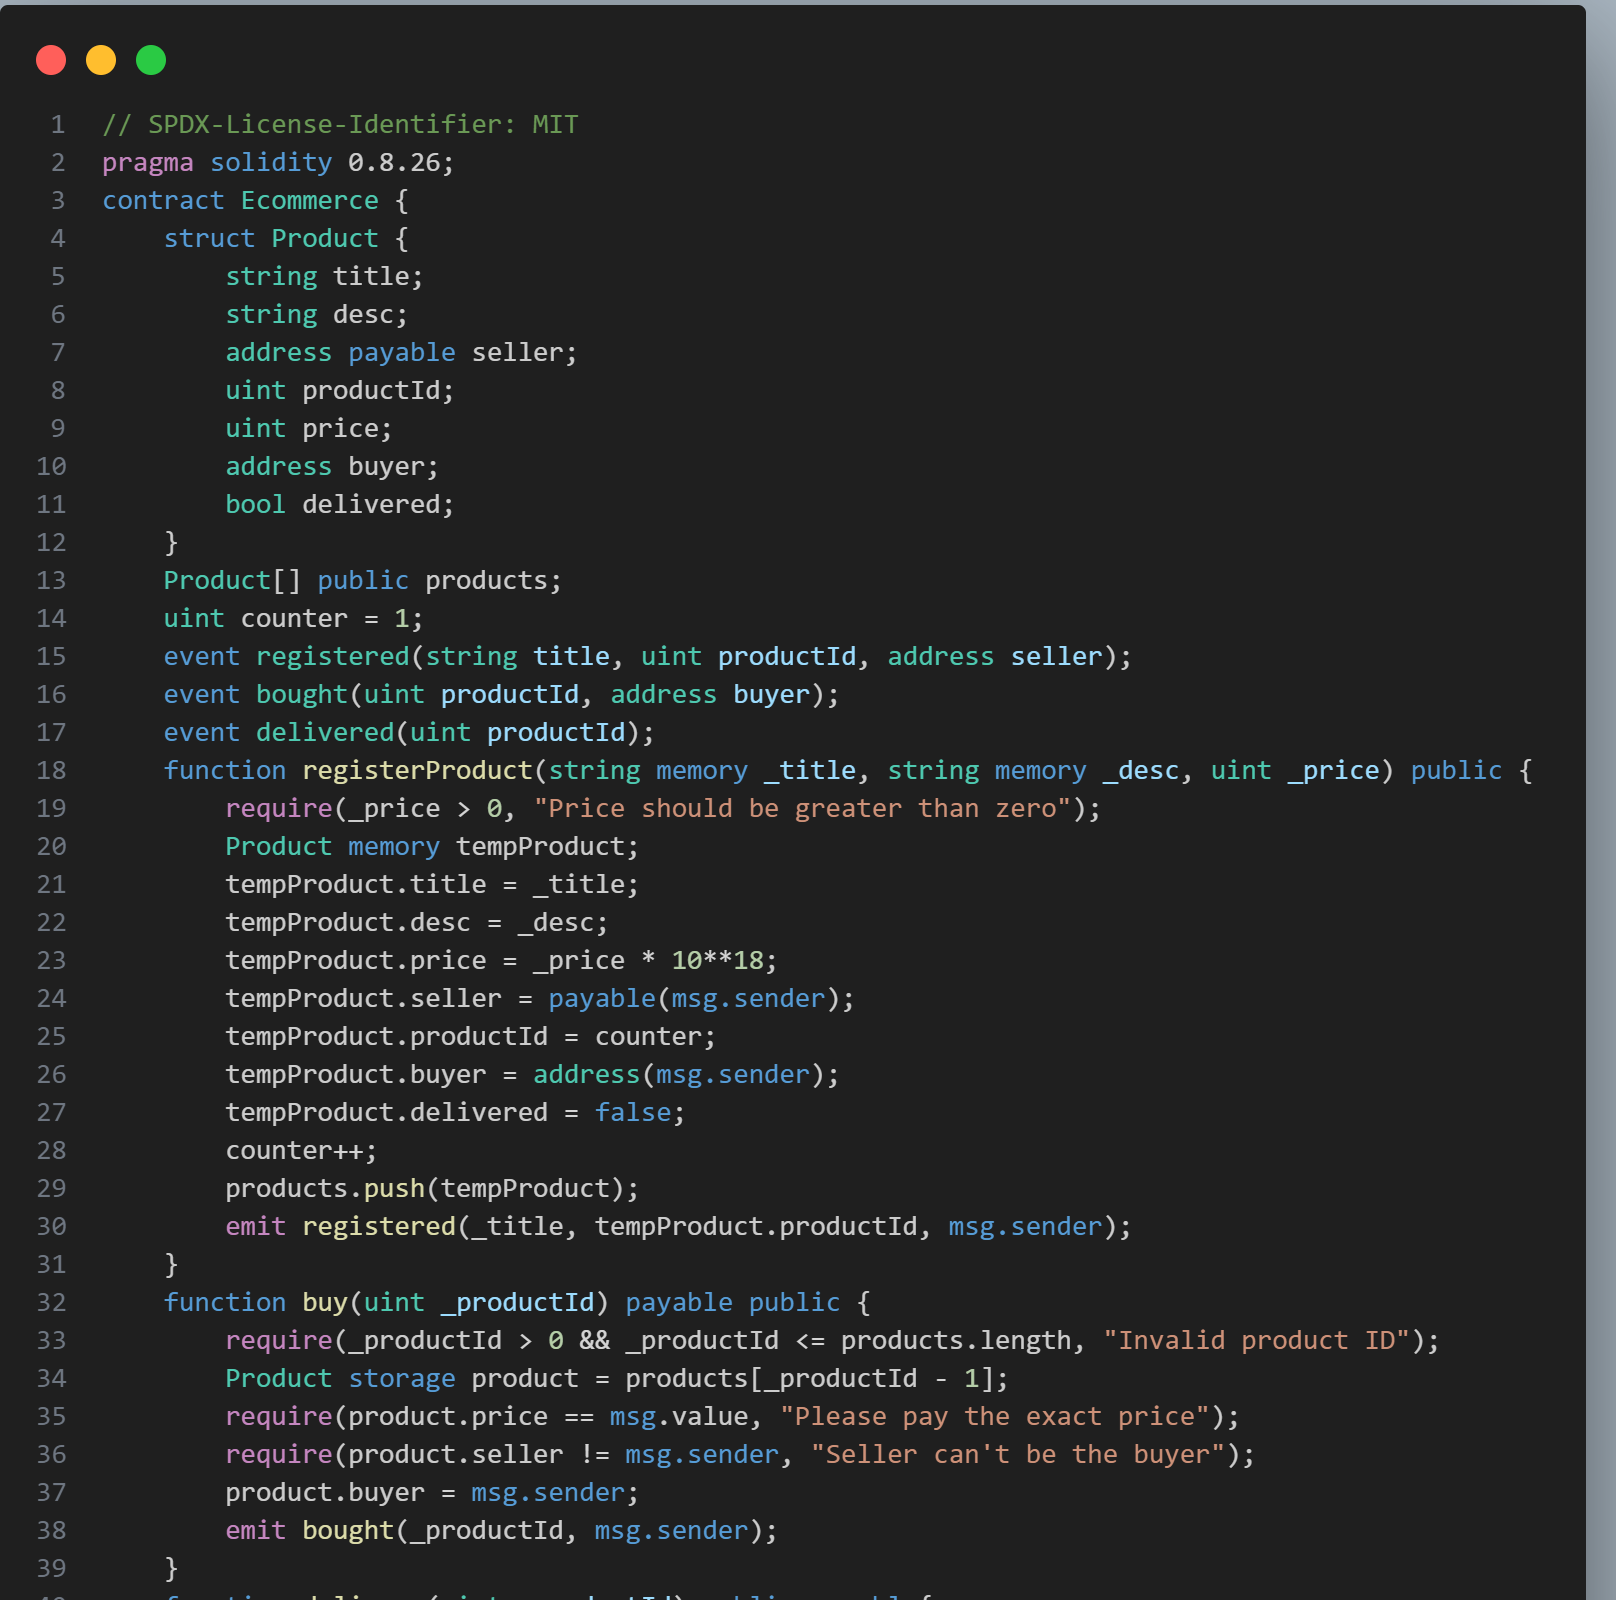 1 // SPDX-License-Identifier: MIT
2 pragma solidity 0.8.26;
3 contract Ecommerce {
4     struct Product {
5         string title;
6         string desc;
7         address payable seller;
8         uint productId;
9         uint price;
10         address buyer;
11         bool delivered;
12     }
13     Product[] public products;
14     uint counter = 1;
15     event registered(string title, uint productId, address seller);
16     event bought(uint productId, address buyer);
17     event delivered(uint productId);
18     function registerProduct(string memory _title, string memory _desc, uint _price) public {
19         require(_price > 0, "Price should be greater than zero");
20         Product memory tempProduct;
21         tempProduct.title = _title;
22         tempProduct.desc = _desc;
23         tempProduct.price = _price * 10**18;
24         tempProduct.seller = payable(msg.sender);
25         tempProduct.productId = counter;
26         tempProduct.buyer = address(msg.sender);
27         tempProduct.delivered = false;
28         counter++;
29         products.push(tempProduct);
30         emit registered(_title, tempProduct.productId, msg.sender);
31     }
32     function buy(uint _productId) payable public {
33         require(_productId > 0 && _productId <= products.length, "Invalid product ID");
34         Product storage product = products[_productId - 1];
35         require(product.price == msg.value, "Please pay the exact price");
36         require(product.seller != msg.sender, "Seller can't be the buyer");
37         product.buyer = msg.sender;
38         emit bought(_productId, msg.sender);
39     }